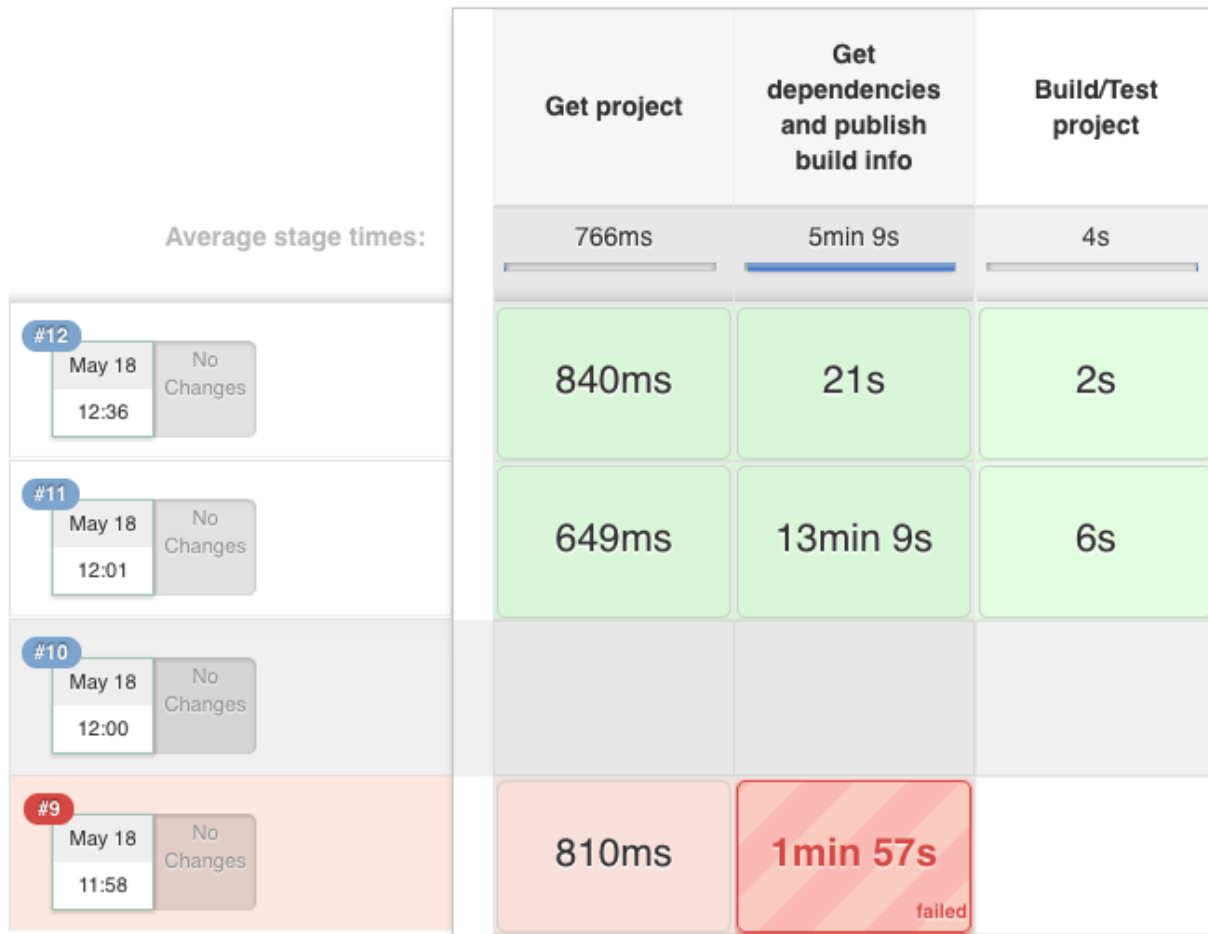 Get project
Get
dependencies
and publish
build info
Build/Test
project
Average stage times:
766ms
5min 9s
4s
#12
May 18
12:36
No
Changes
840ms
21s
2s
#11
May 18
12:01
No
Changes
649ms
13min 9s
6s
#10
May 18
12:00
No
Changes
#9
May 18
11:58
No
Changes
810ms
1min 57s
failed